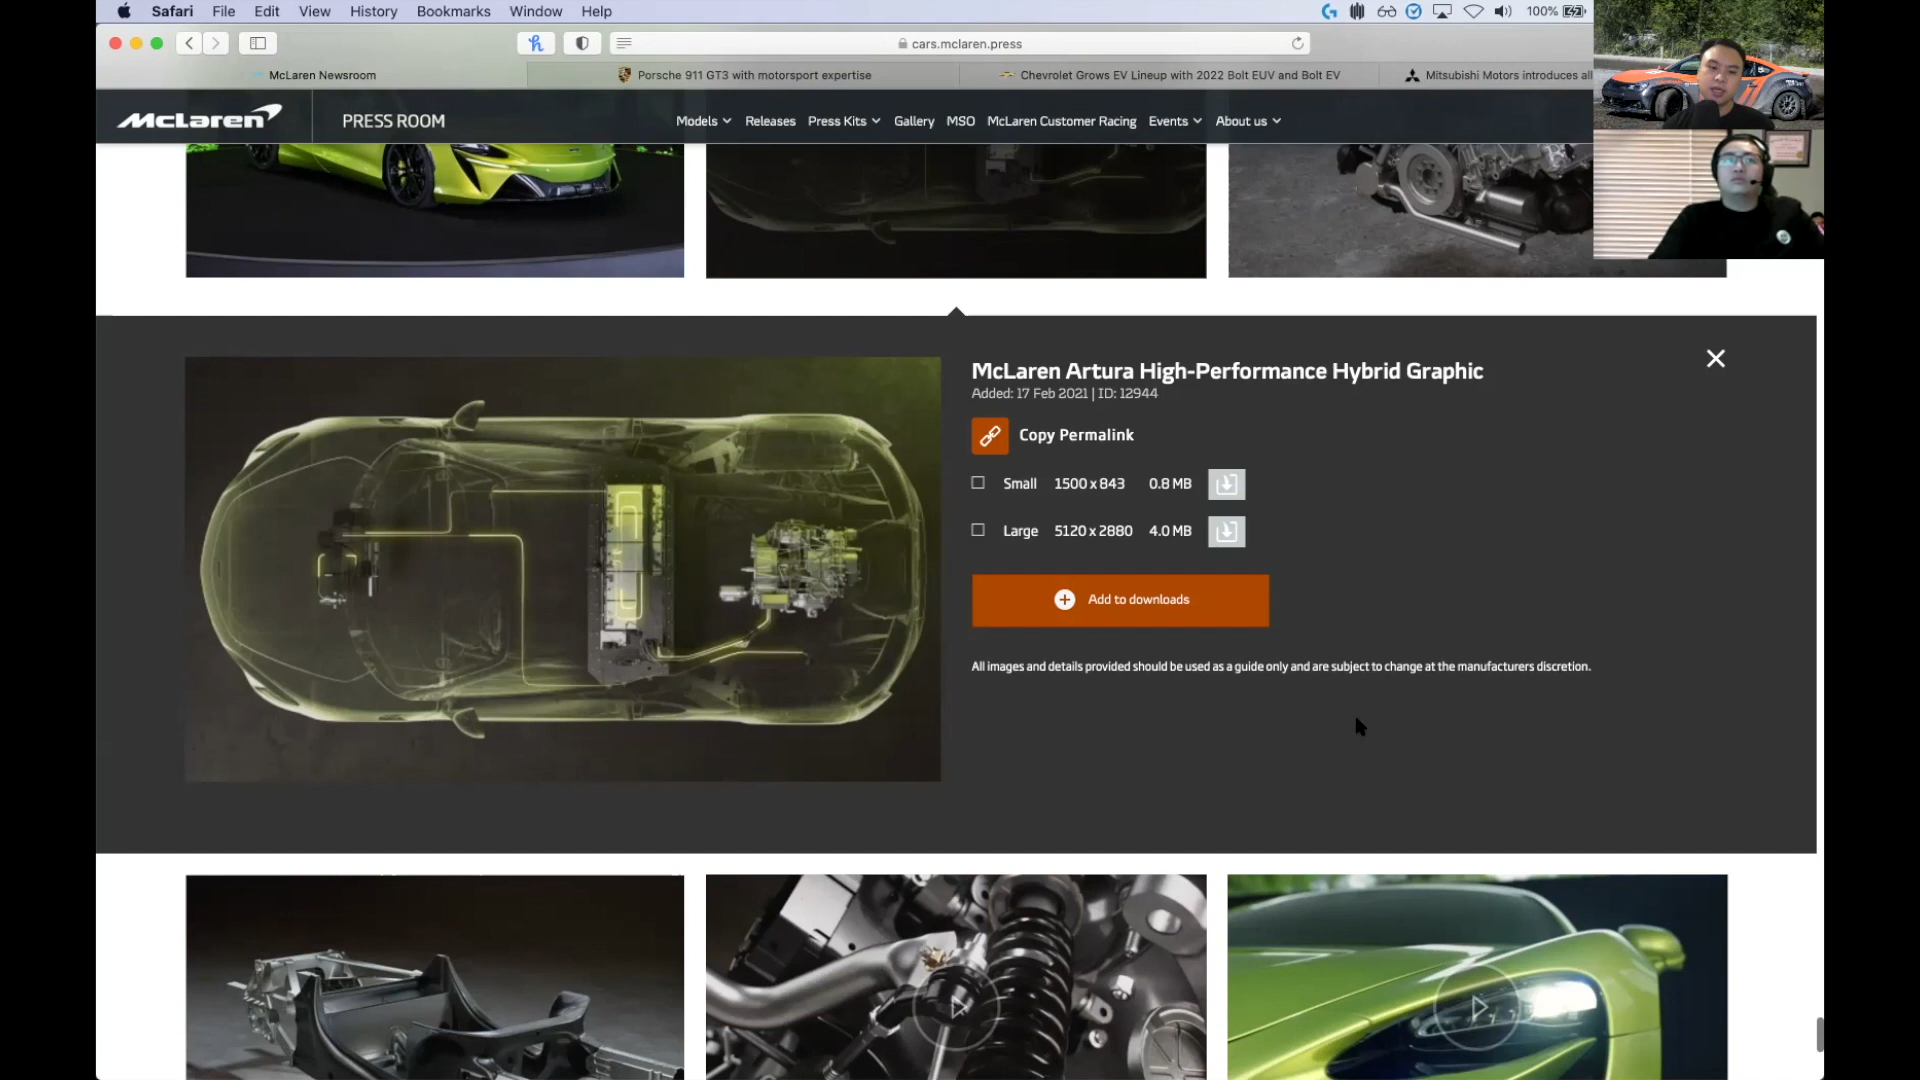 Safari File Edit View History Bookmarks Window Help
100%
cars.mclaren.press
McLaren Newsroom
Porsche 911 GT3 with motorsport expertise
Chevrolet Grows EV Lineup with 2022 Bolt EUV and Bolt EV
Mitsubishi Motors introduces all
McLaren
PRESS ROOM
Models Releases Press Kits Gallery MSO McLaren Customer Racing Events About us
McLaren Artura High-Performance Hybrid Graphic
Added: 17 Feb 2021 | ID: 12944
Copy Permalink
Small 1500 x 843 0.8 MB
Large 5120 x 2880 4.0 MB
Add to downloads
All images and details provided should be used as a guide only and are subject to change at the manufacturers discretion.